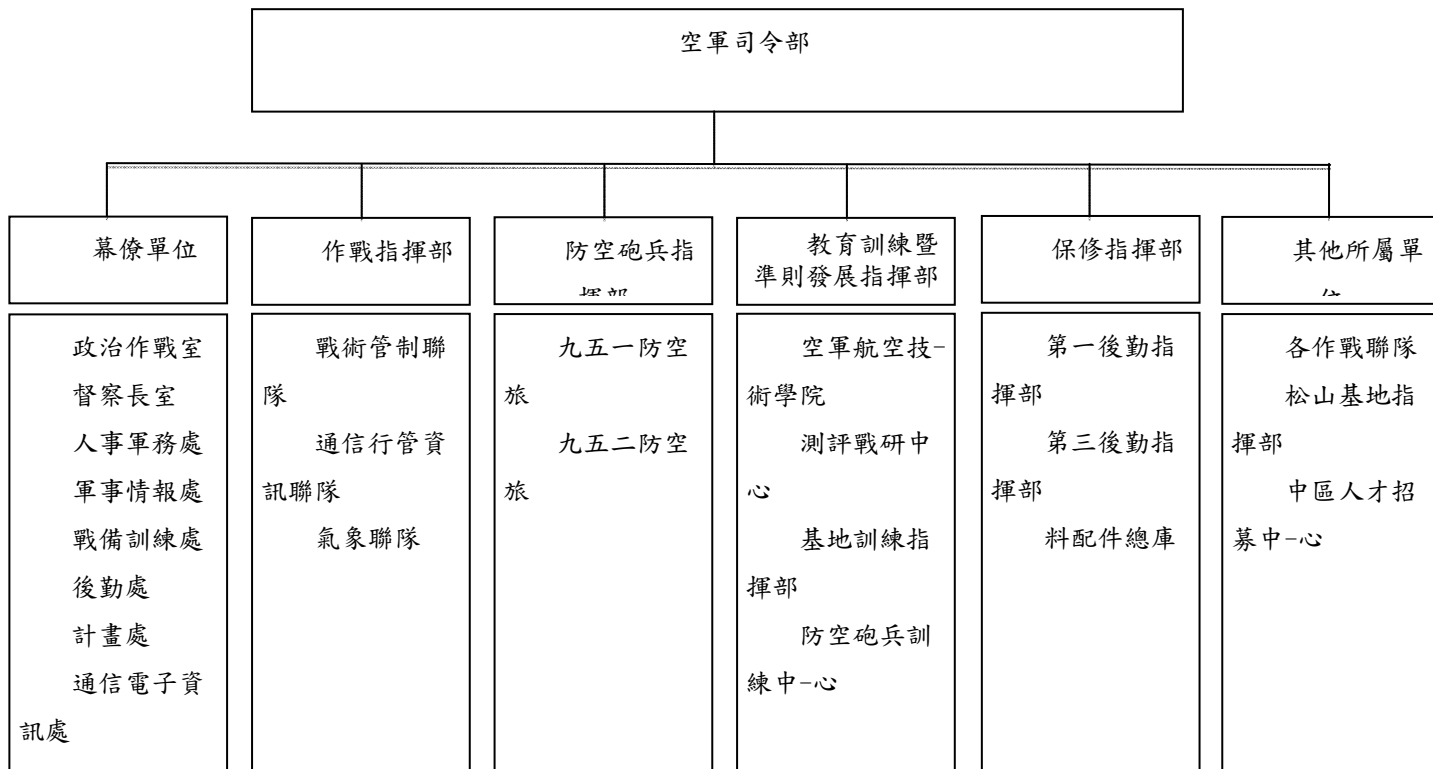 空軍司令部
幕僚單位
政治作戰室
督察長室
人事軍務處
軍事情報處
戰備訓練處
後勤處
計畫處
通信電子資
訊處
作戰指揮部
戰術管制聯
隊
通信行管資
訊聯隊
氣象聯隊
防空砲兵指
揮部
九五一防空
旅
九五二防空
旅
教育訓練暨
準則發展指揮部
空軍航空技-
術學院
測評戰研中
心
基地訓練指
揮部
防空砲兵訓
練中-心
保修指揮部
第一後勤指
揮部
第三後勤指
揮部
料配件總庫
其他所屬單
位
各作戰聯隊
松山基地指
揮部
中區人才招
募中-心